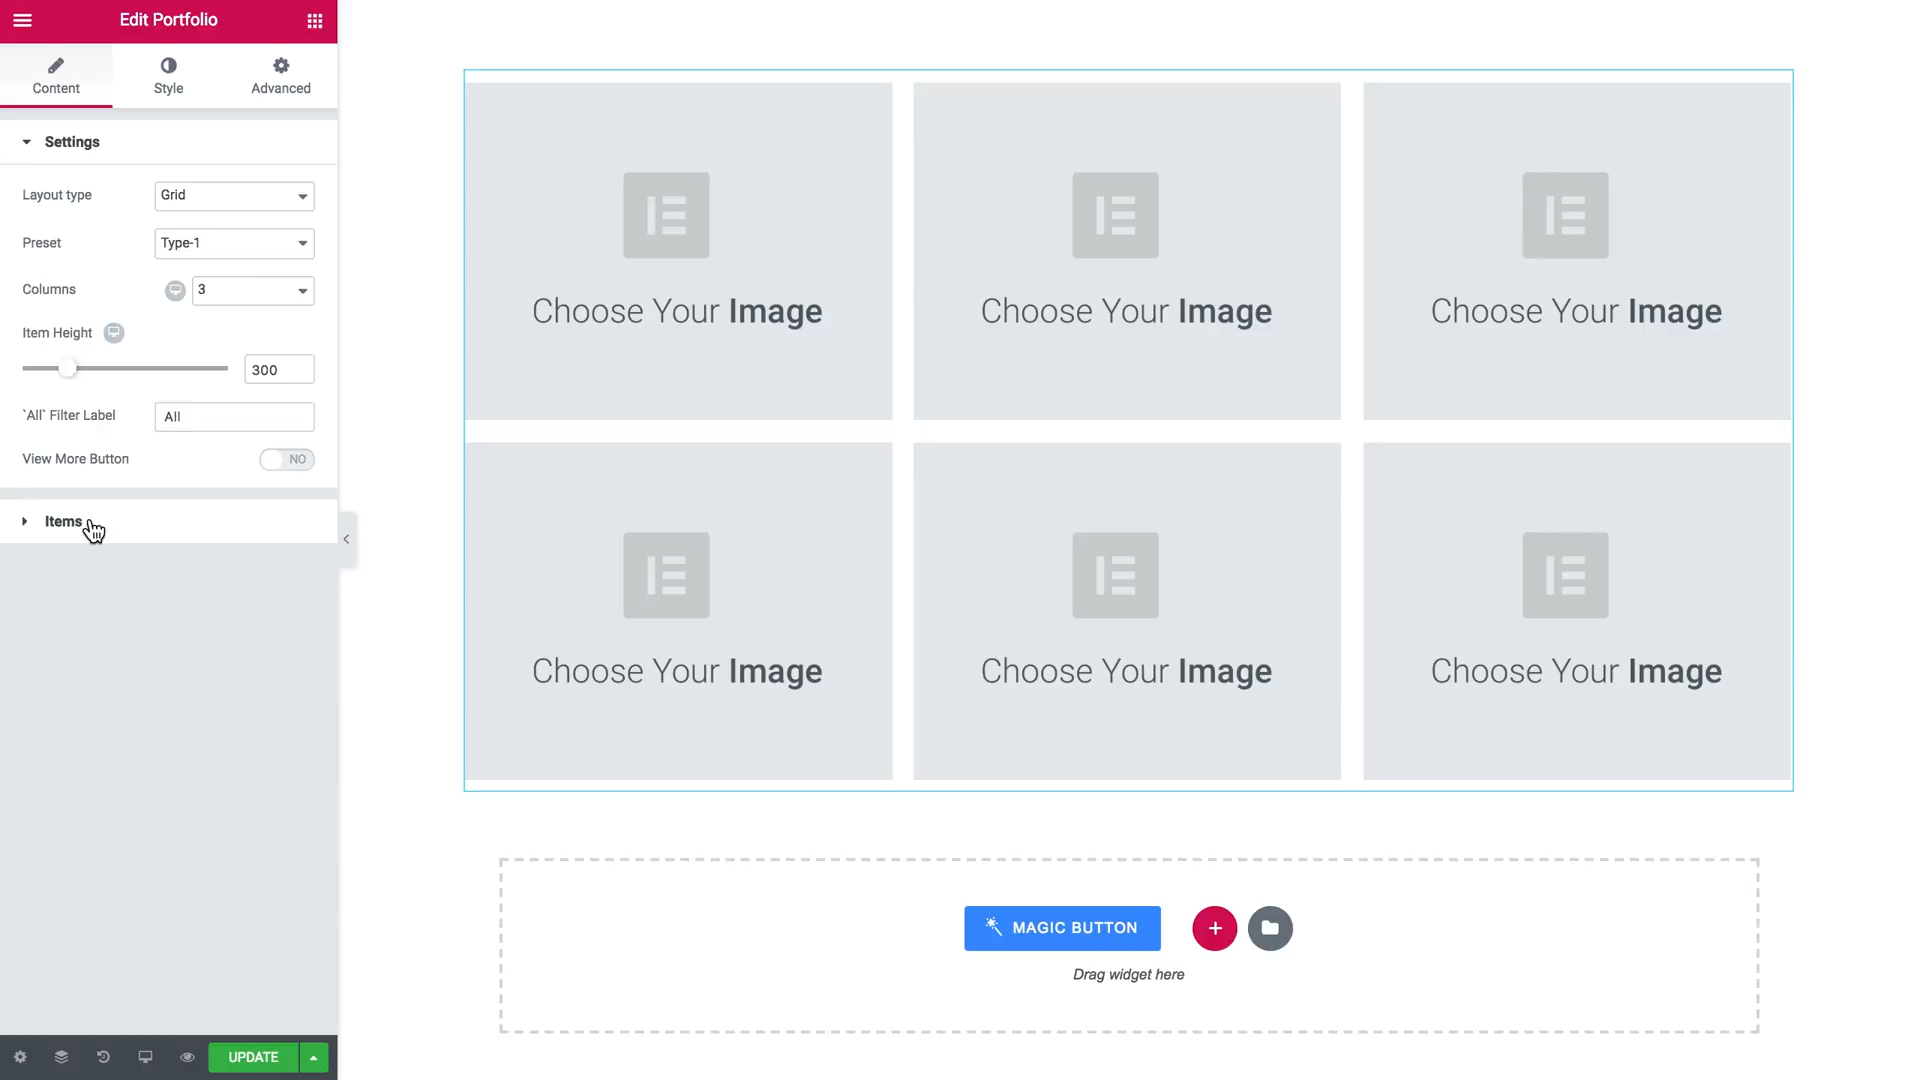 Edit Portfolio
Content
Style
Advanced
Settings
Layout type
Grid
Preset
Type-1
Columns
3
Item Height
300
`All` Filter Label
All
View More Button
NO
Items
Choose Your Image
Choose Your Image
Choose Your Image
Choose Your Image
Choose Your Image
Choose Your Image
MAGIC BUTTON
Drag widget here
UPDATE